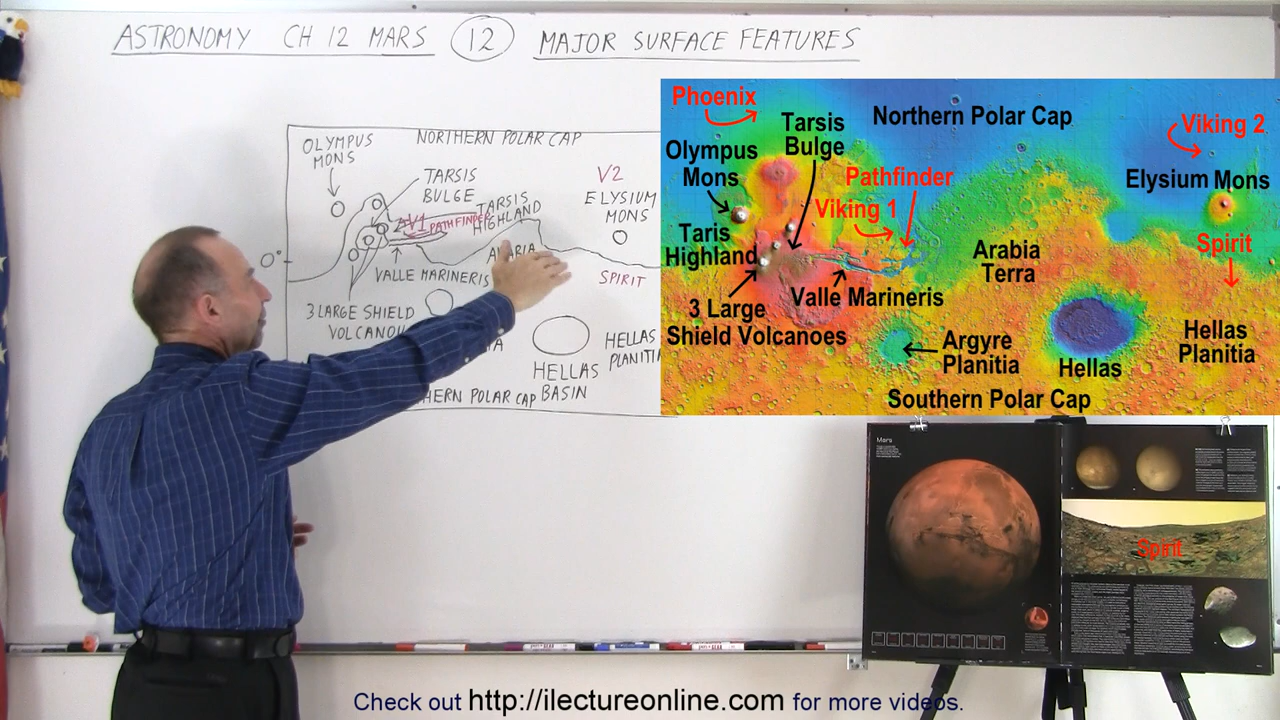 ASTRONOMY CH 12 MARS 12 MAJOR SURFACE FEATURES
OLYMPUS
MONS
NORTHERN POLAR CAP
TARSIS
BULGE
V2
ELYSIUM
MONS
V1
PATHFINDER
TARSIS
HIGHLAND
0°
VALLE MARINERIS
SPIRIT
3 LARGE SHIELD
HELLAS
BASIN
HELLAS
HERN POLAR CAP
Phoenix
Northern Polar Cap
Tarsis
Bulge
Viking 2
Olympus
Mons
Pathfinder
Elysium Mons
Viking 1
Taris
Highland
Arabia
Terra
Spirit
Valle Marineris
3 Large
Shield Volcanoes
Argyre
Planitia
Hellas
Hellas
Planitia
Southern Polar Cap
Mars
Spirit
Check out http://ilectureonline.com for more videos.